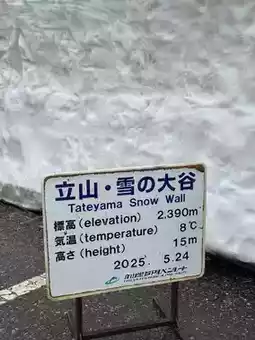 立山・雪の大谷
Tateyama Snow Wall
標高(elevation) 2,390m
気温(temperature) 8℃
高さ(height) 15m
2025. 5.24